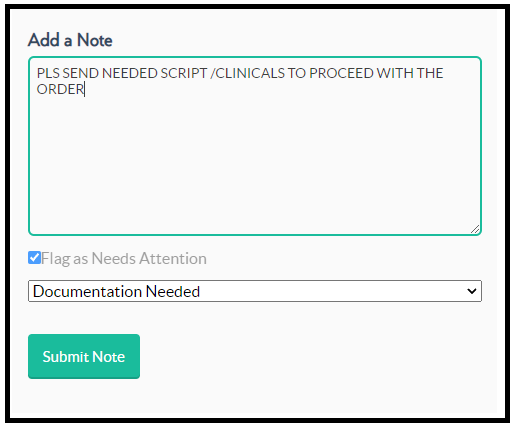 Add a Note
PLS SEND NEEDED SCRIPT /CLINICALS TO PROCEED WITH THE
ORDER
Flag as Needs Attention
Documentation Needed
Submit Note